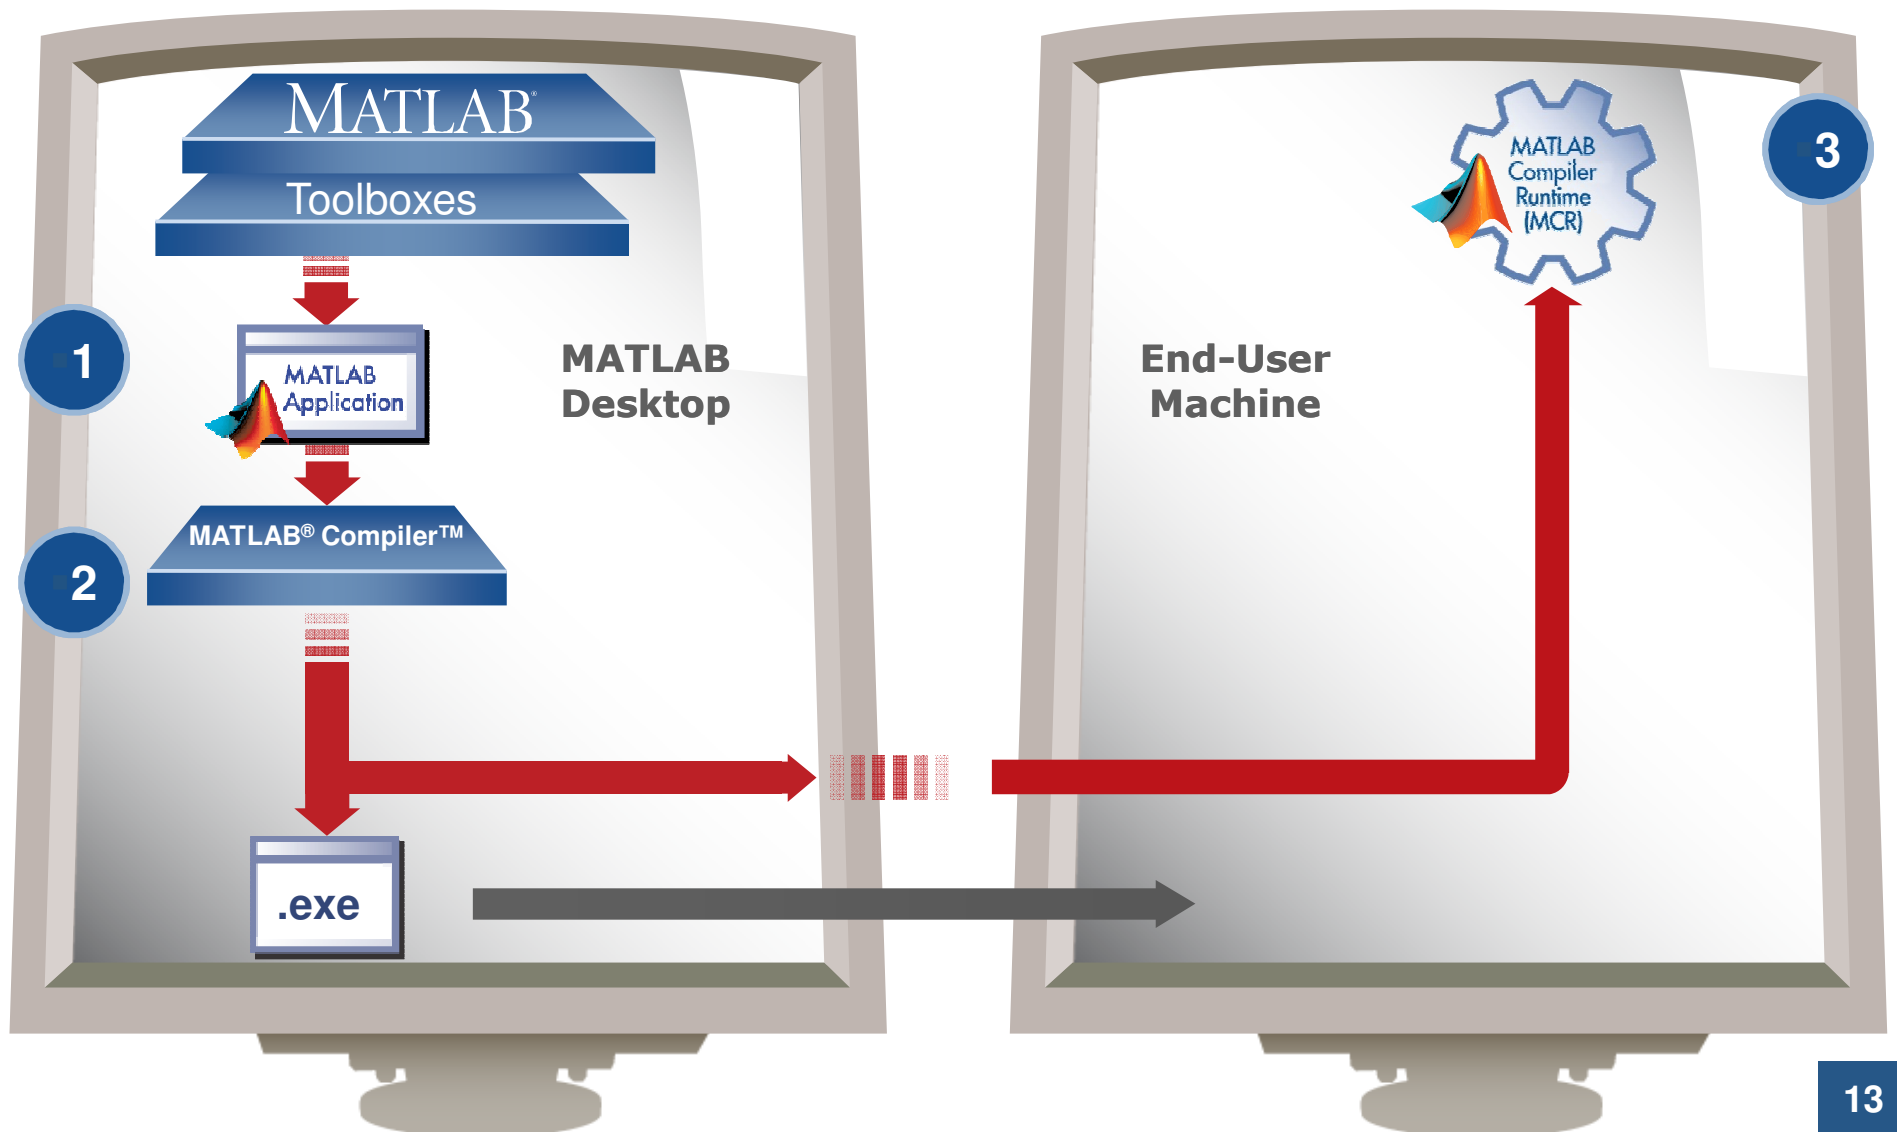 MATLAB®
Toolboxes
1
MATLAB
Application
MATLAB
Desktop
2
MATLAB® Compiler™
.exe
End-User
Machine
MATLAB
Compiler
Runtime
(MCR)
3
13